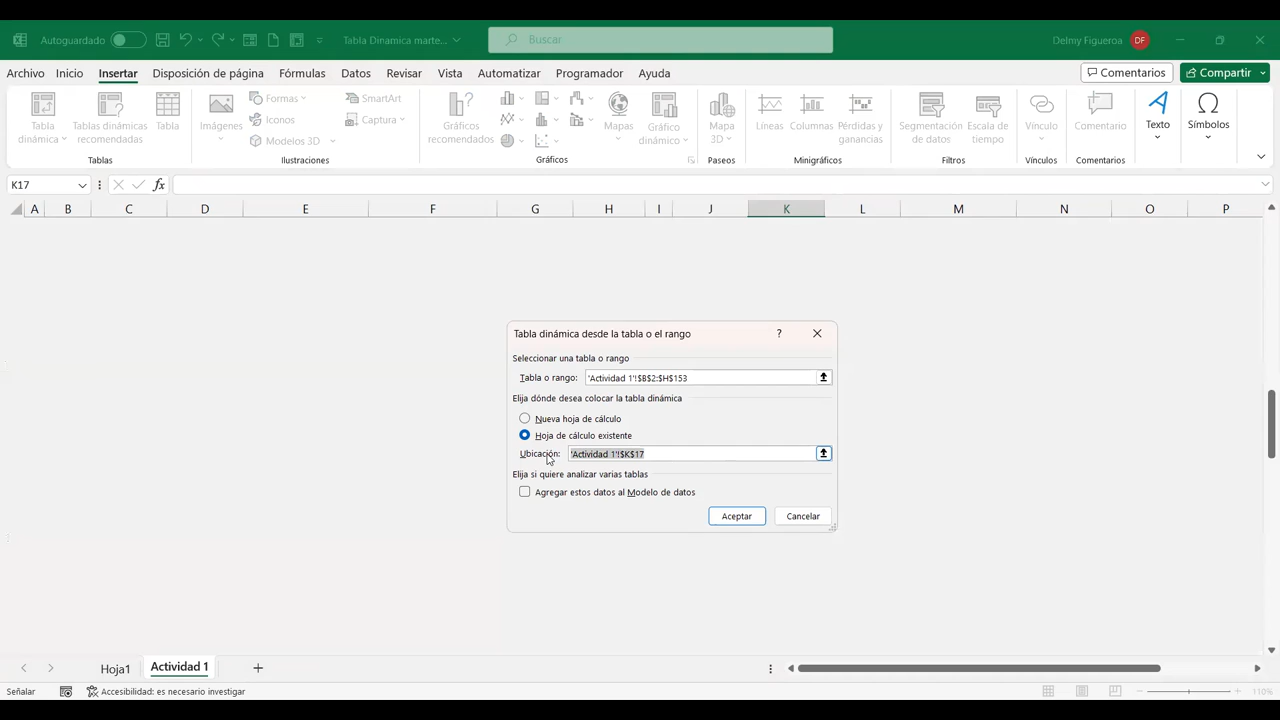 Autoguardado
Tabla Dinamica marte...
Buscar
Delmy Figueroa
DF
Archivo Inicio Insertar Disposición de página Fórmulas Datos Revisar Vista Automatizar Programador Ayuda
Comentarios
Compartir
Tabla dinámica
Tablas dinámicas recomendadas
Tabla
Tablas
Imágenes
Formas
Iconos
Modelos 3D
SmartArt
Captura
Ilustraciones
Gráficos recomendados
Mapas
Gráfico dinámico
Gráficos
Mapa 3D
Paseos
Líneas
Columnas
Pérdidas y ganancias
Minigráficos
Segmentación de datos
Escala de tiempo
Filtros
Vínculo
Vínculos
Comentario
Comentarios
Texto
Símbolos
K17
fx
A B C D E F G H I J K L M N O P
Tabla dinámica desde la tabla o el rango
?
Seleccionar una tabla o rango
Tabla o rango: 'Actividad 1'!$B$2:$H$153
Elija dónde desea colocar la tabla dinámica
Nueva hoja de cálculo
Hoja de cálculo existente
Ubicación: 'Actividad 1'!$K$17
Elija si quiere analizar varias tablas
Agregar estos datos al Modelo de datos
Aceptar
Cancelar
Hoja1
Actividad 1
Señalar
Accesibilidad: es necesario investigar
110%